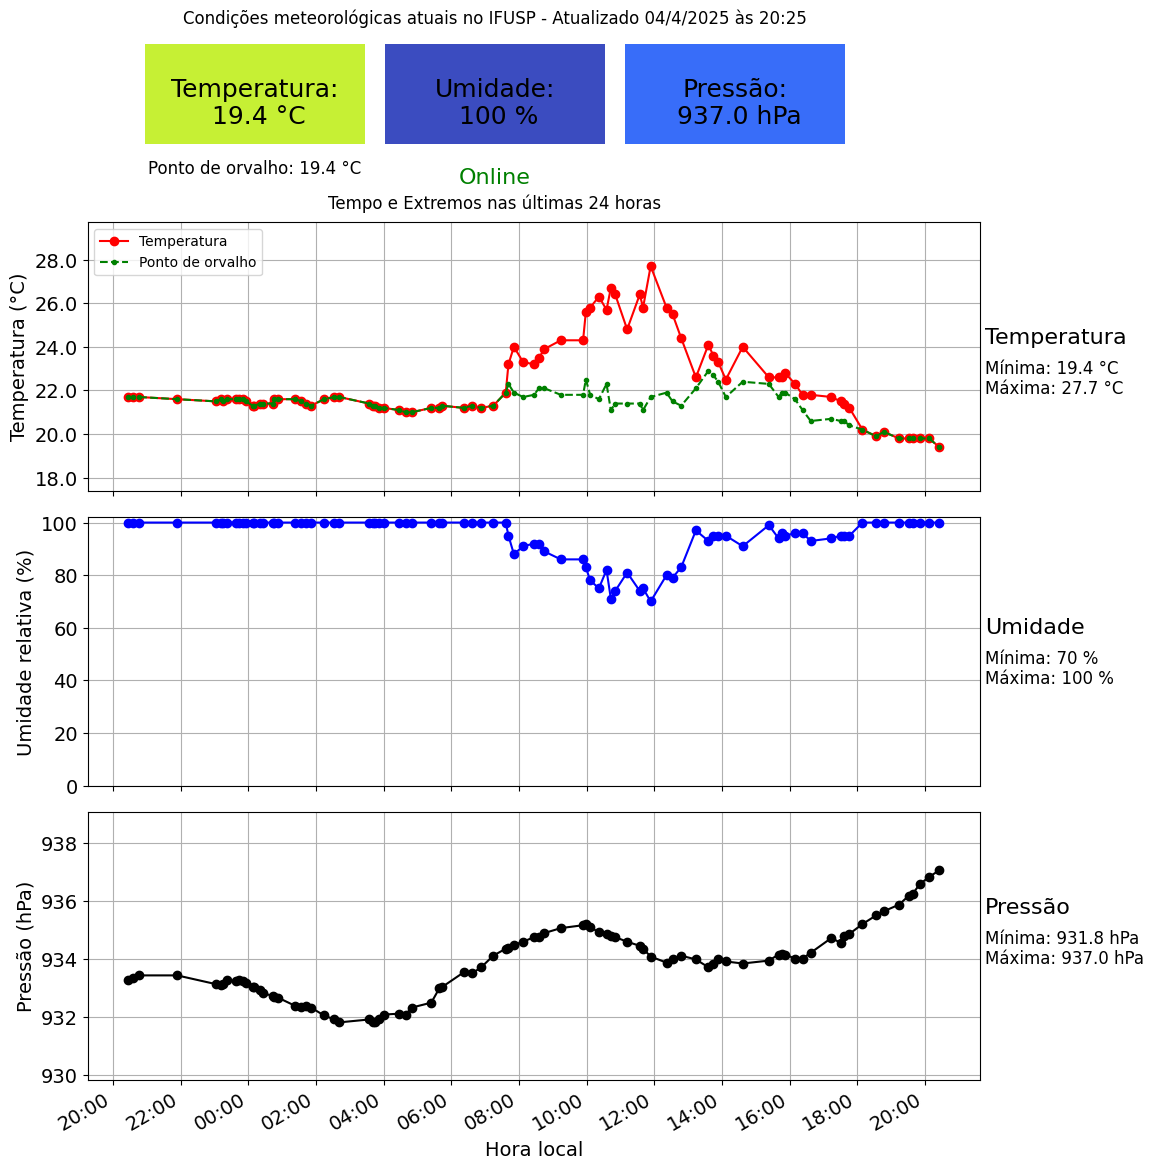 Condições meteorológicas atuais no IFUSP - Atualizado 04/4/2025 às 20:25
Temperatura:
19.4 °C
Umidade:
100 %
Pressão:
937.0 hPa
Ponto de orvalho: 19.4 °C
Online
Tempo e Extremos nas últimas 24 horas
Temperatura
Ponto de orvalho
Temperatura (°C)
28.0
26.0
24.0
22.0
20.0
18.0
Temperatura
Mínima: 19.4 °C
Máxima: 27.7 °C
Umidade relativa (%)
100
80
60
40
20
0
Umidade
Mínima: 70 %
Máxima: 100 %
Pressão (hPa)
938
936
934
932
930
Pressão
Mínima: 931.8 hPa
Máxima: 937.0 hPa
20:00 22:00 00:00 02:00 04:00 06:00 08:00 10:00 12:00 14:00 16:00 18:00 20:00
Hora local